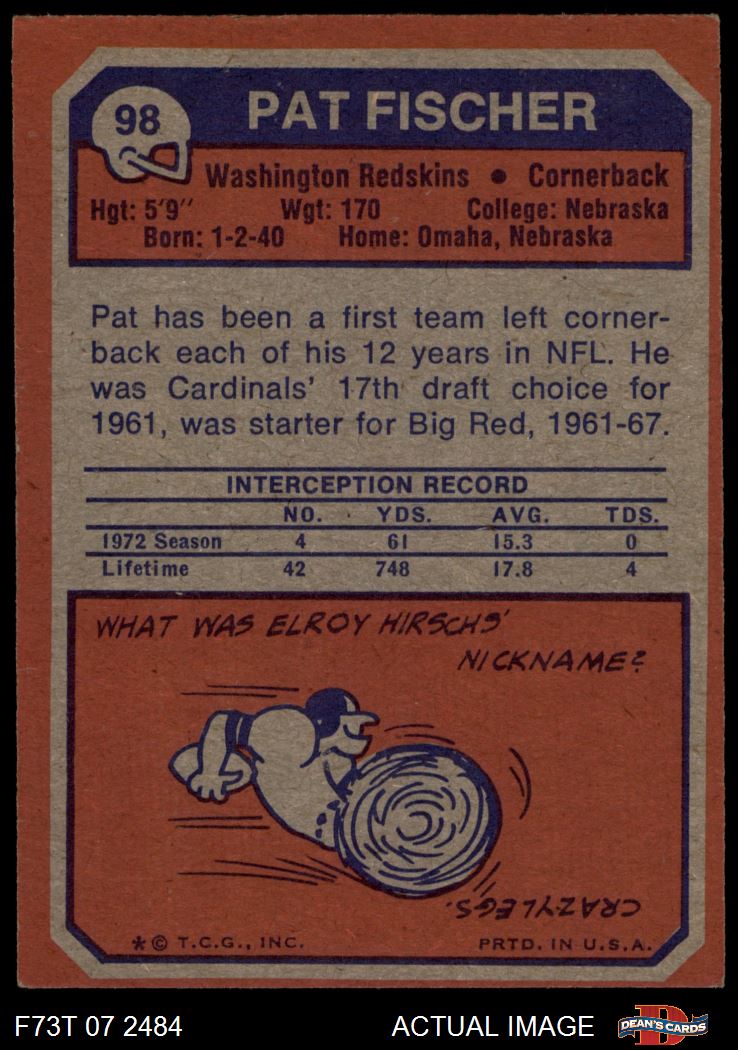 98
PAT FISCHER
Washington Redskins • Cornerback
Hgt: 5'9" Wgt: 170 College: Nebraska
Born: 1-2-40 Home: Omaha, Nebraska
Pat has been a first team left corner-
back each of his 12 years in NFL. He
was Cardinals' 17th draft choice for
1961, was starter for Big Red, 1961-67.
INTERCEPTION RECORD
NO. YDS. AVG. TDS.
1972 Season 4 61 15.3 0
Lifetime 42 748 17.8 4
WHAT WAS ELROY HIRSCHS'
NICKNAME?
CRAZYLEGS.
*© T.C.G., INC. PRTD. IN U.S.A.
F73T 07 2484 ACTUAL IMAGE D DEAN'S CARDS